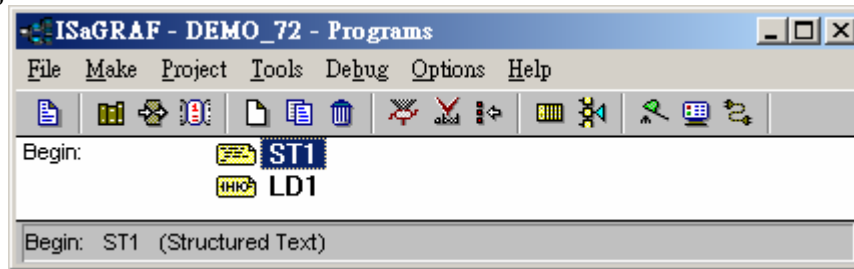 ISaGRAF - DEMO_72 - Programs
File Make Project Tools Debug Options Help
Begin: ST1
LD1
Begin: ST1 (Structured Text)